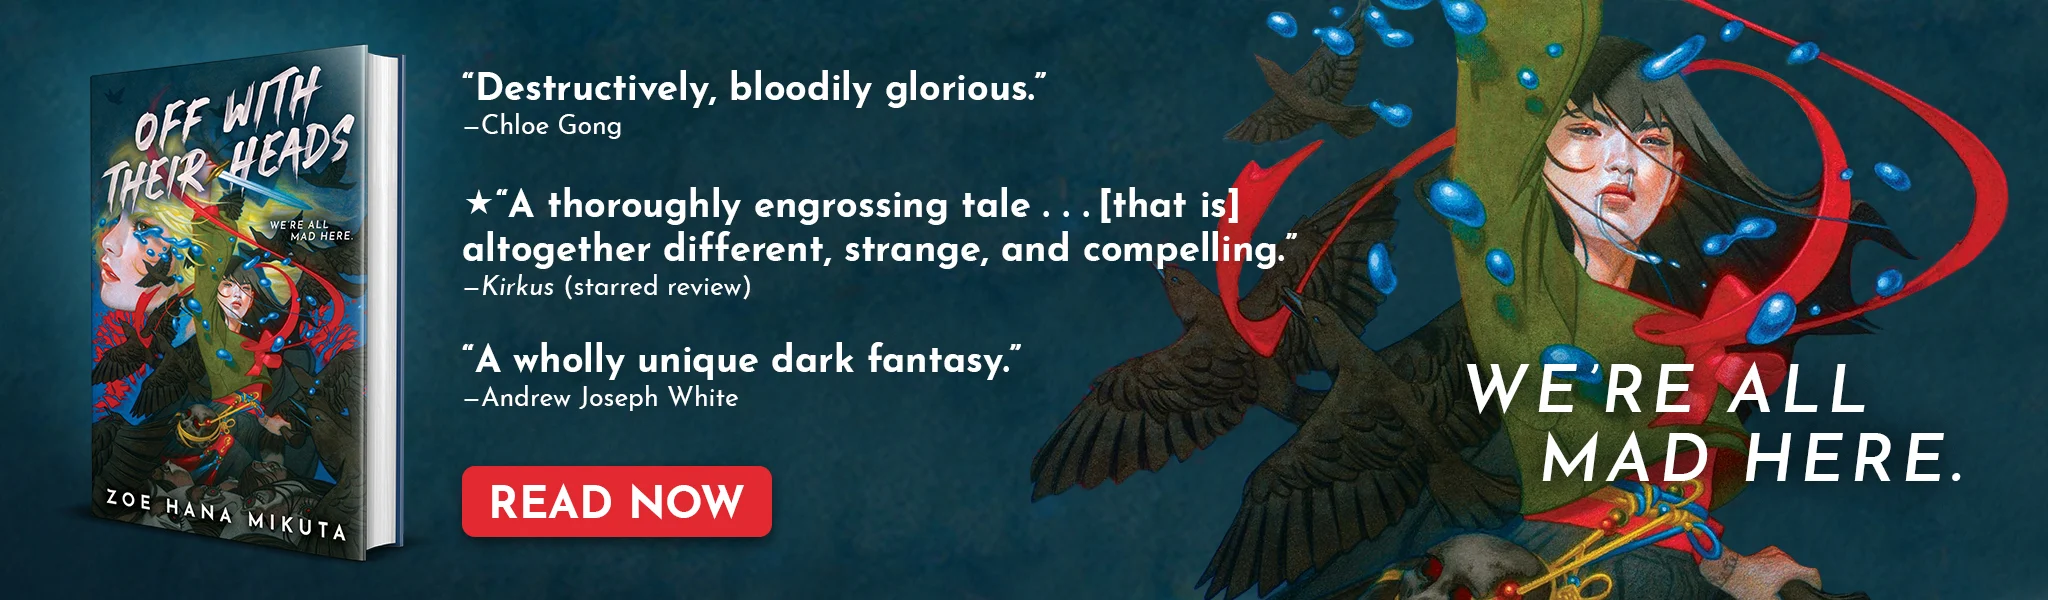 OFF WITH
THEIR HEADS
WE'RE ALL
MAD HERE.
ZOE HANA MIKUTA
“Destructively, bloodily glorious.”
—Chloe Gong
★“A thoroughly engrossing tale . . . [that is]
altogether different, strange, and compelling.”
—Kirkus (starred review)
“A wholly unique dark fantasy.”
—Andrew Joseph White
READ NOW
WE’RE ALL
MAD HERE.